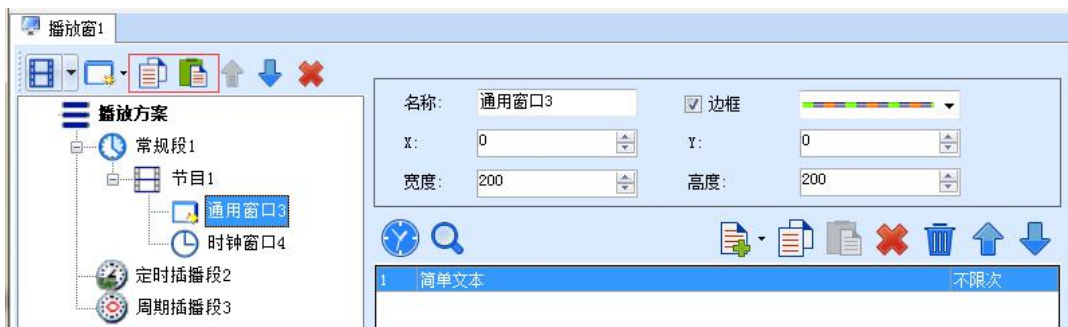 播放窗1
播放方案
常规段1
节目1
通用窗口3
时钟窗口4
定时插播段2
周期插播段3
名称: 通用窗口3 边框
X: 0 Y: 0
宽度: 200 高度: 200
1 简单文本 不限次